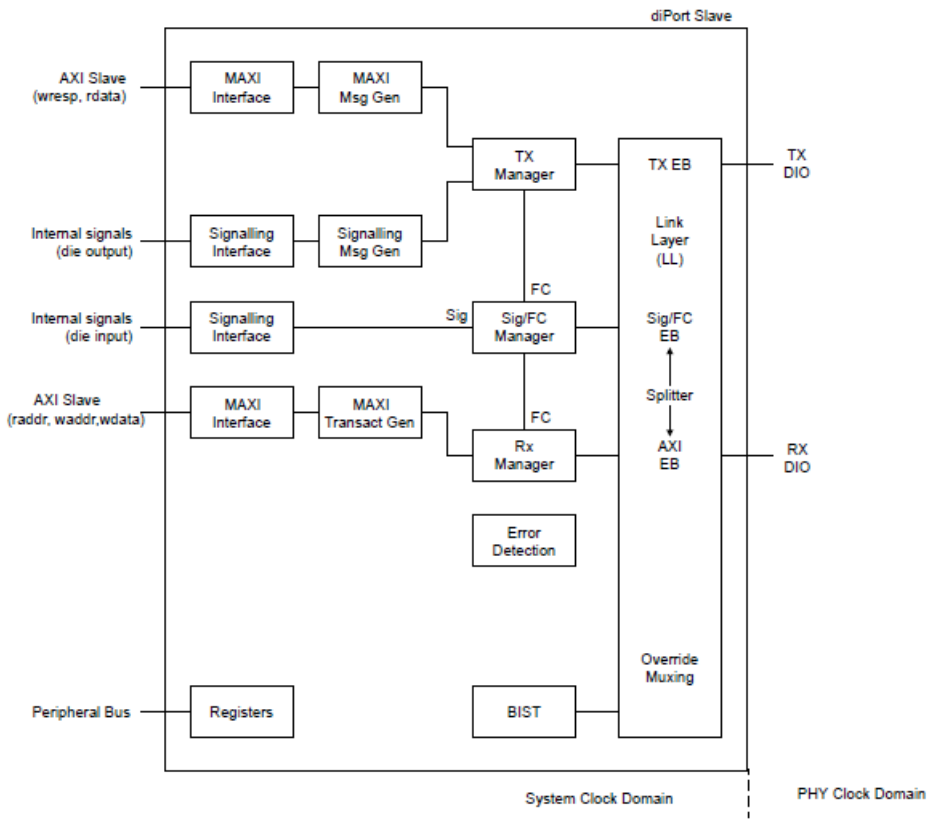 diPort Slave
AXI Slave
(wresp, rdata)
MAXI
Interface
MAXI
Msg Gen
TX
Manager
TX EB
TX
DIO
Internal signals
(die output)
Signalling
Interface
Signalling
Msg Gen
Link
Layer
(LL)
FC
Internal signals
(die input)
Signalling
Interface
Sig
Sig/FC
Manager
Sig/FC
EB
Splitter
AXI Slave
(raddr, waddr,wdata)
MAXI
Interface
MAXI
Transact Gen
FC
Rx
Manager
AXI
EB
RX
DIO
Error
Detection
Override
Muxing
Peripheral Bus
Registers
BIST
System Clock Domain
PHY Clock Domain